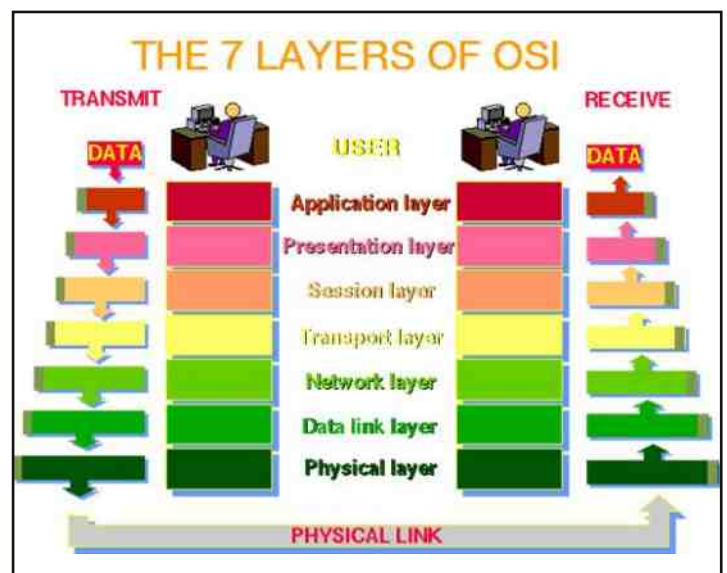 THE 7 LAYERS OF OSI
TRANSMIT
RECEIVE
DATA
USER
DATA
Application layer
Presentation layer
Session layer
Transport layer
Network layer
Data link layer
Physical layer
PHYSICAL LINK